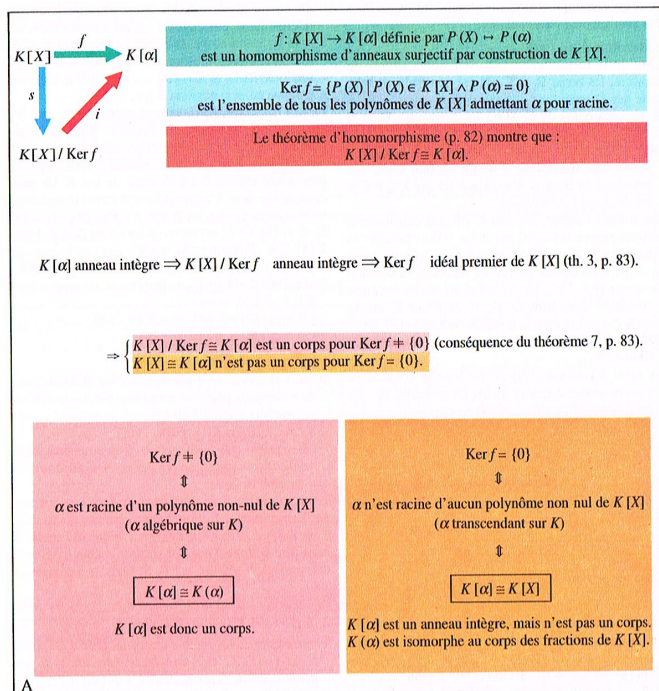 f
K[X]
K[α]
s
i
K[X] / Ker f
f : K[X] → K[α] définie par P(X) ↦ P(α)
est un homomorphisme d'anneaux surjectif par construction de K[X].
Ker f = {P(X) | P(X) ∈ K[X] ∧ P(α) = 0}
est l'ensemble de tous les polynômes de K[X] admettant α pour racine.
Le théorème d'homomorphisme (p. 82) montre que :
K[X] / Ker f ≅ K[α].
K[α] anneau intègre ⟹ K[X] / Ker f anneau intègre ⟹ Ker f idéal premier de K[X] (th. 3, p. 83).
⇒ { K[X] / Ker f ≅ K[α] est un corps pour Ker f ≠ {0} (conséquence du théorème 7, p. 83).
K[X] ≅ K[α] n'est pas un corps pour Ker f = {0}.
Ker f ≠ {0}
⇕
α est racine d'un polynôme non-nul de K[X]
(α algébrique sur K)
⇕
K[α] ≅ K(α)
K[α] est donc un corps.
Ker f = {0}
⇕
α n'est racine d'aucun polynôme non nul de K[X]
(α transcendant sur K)
⇕
K[α] ≅ K[X]
K[α] est un anneau intègre, mais n'est pas un corps.
K(α) est isomorphe au corps des fractions de K[X].
A